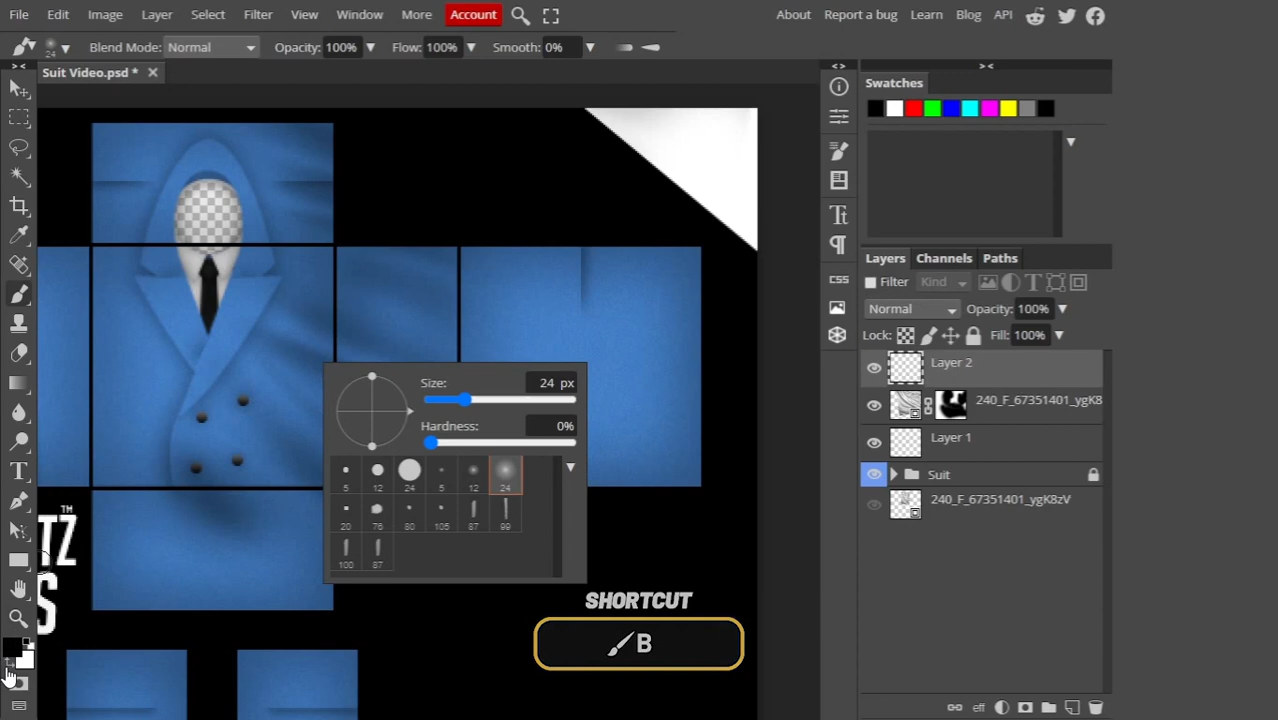 File Edit Image Layer Select Filter View Window More Account About Report a bug Learn Blog API
24 Blend Mode: Normal Opacity: 100% Flow: 100% Smooth: 0%
> < Suit Video.psd * < > > <
Swatches
Size: 24 px
Hardness: 0%
5 12 24 5 12 24
20 76 80 105 87 99
100 87
TZ TM
S
SHORTCUT
B
CSS
Layers Channels Paths
Filter Kind
Normal Opacity: 100%
Lock: Fill: 100%
Layer 2
240_F_67351401_ygK8
Layer 1
Suit
240_F_67351401_ygK8zV
eff